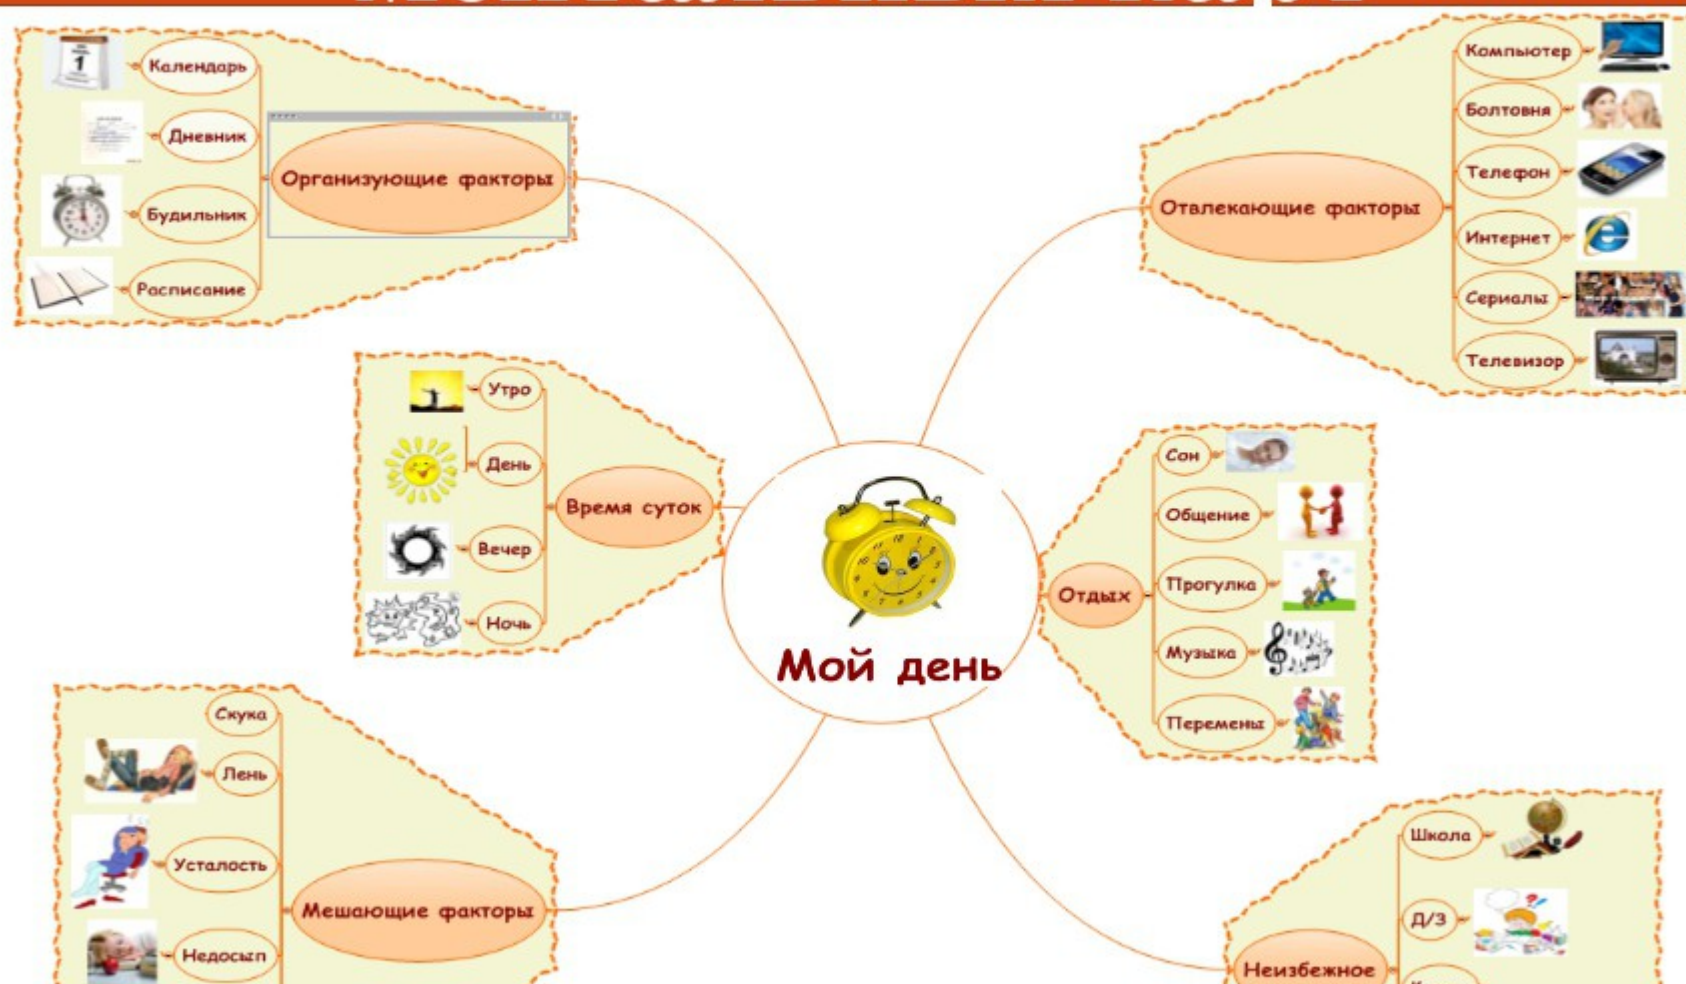 Организующие факторы
Календарь
Дневник
Будильник
Расписание
Отвлекающие факторы
Компьютер
Болтовня
Телефон
Интернет
Сериалы
Телевизор
Время суток
Утро
День
Вечер
Ночь
Мой день
Отдых
Сон
Общение
Прогулка
Музыка
Перемены
Мешающие факторы
Скука
Лень
Усталость
Недосып
Неизбежное
Школа
Д/З